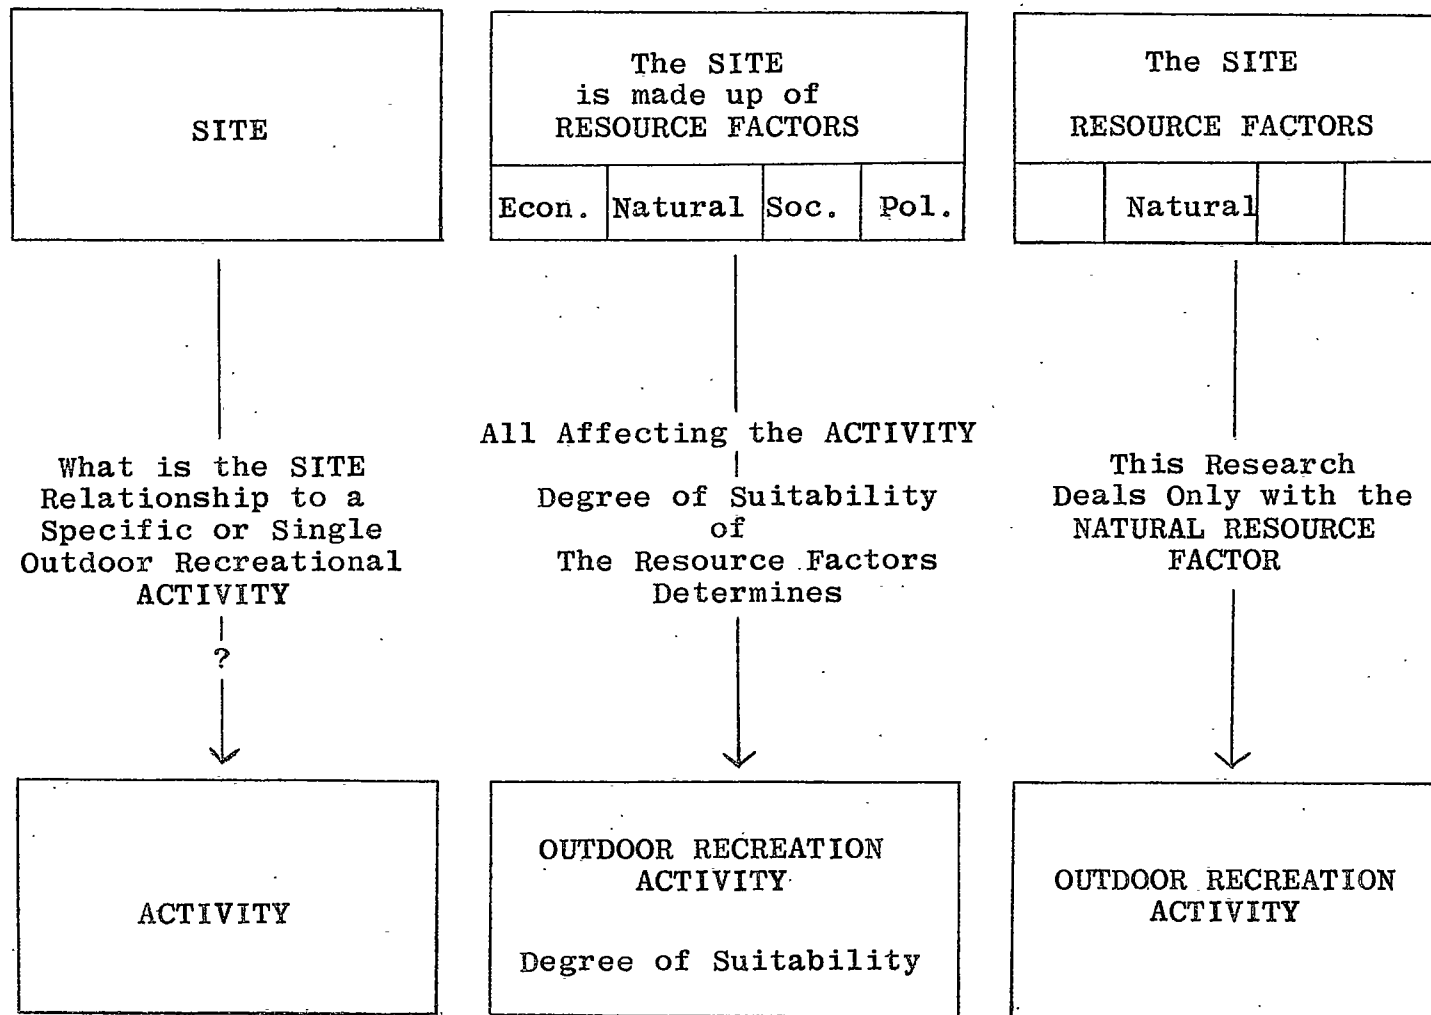 SITE
What is the SITE
Relationship to a
Specific or Single
Outdoor Recreational
ACTIVITY
?
ACTIVITY
The SITE
is made up of
RESOURCE FACTORS
Econ. Natural Soc. Pol.
All Affecting the ACTIVITY
Degree of Suitability
of
The Resource Factors
Determines
OUTDOOR RECREATION
ACTIVITY
Degree of Suitability
The SITE
RESOURCE FACTORS
Natural
This Research
Deals Only with the
NATURAL RESOURCE
FACTOR
OUTDOOR RECREATION
ACTIVITY